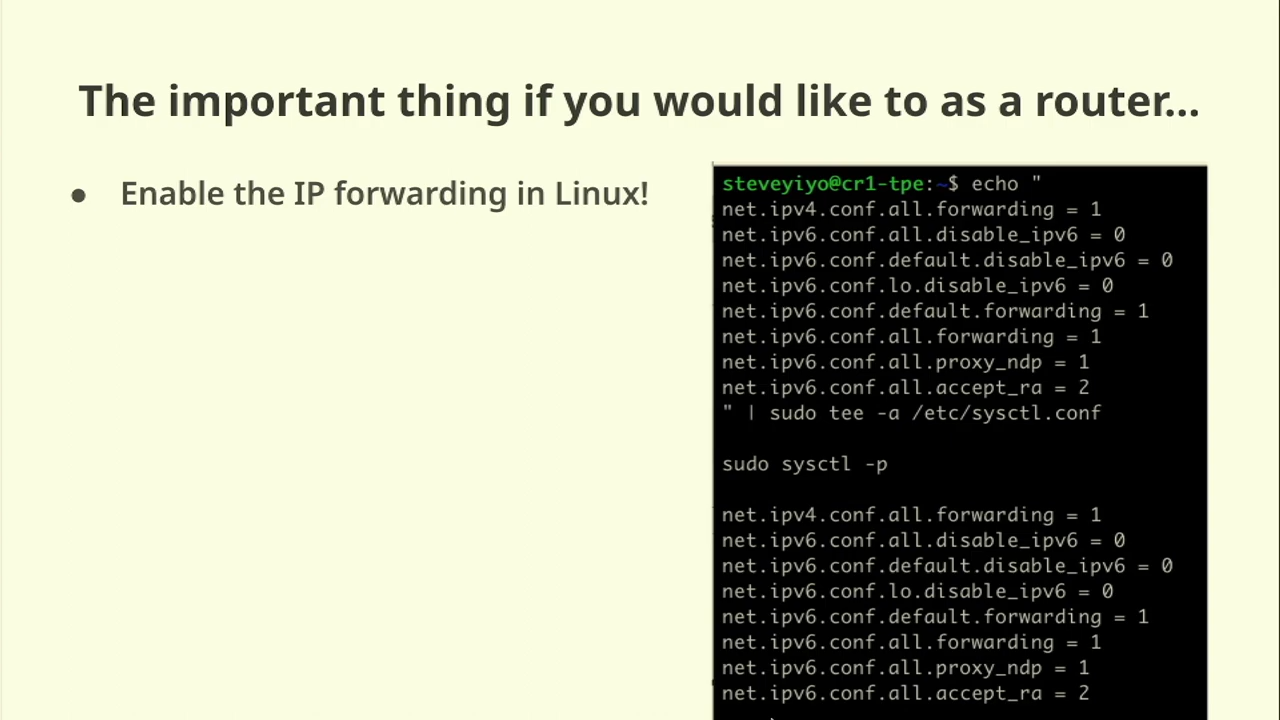 The important thing if you would like to as a router...
● Enable the IP forwarding in Linux!
steveyiyo@cr1-tpe:~$ echo "
net.ipv4.conf.all.forwarding = 1
net.ipv6.conf.all.disable_ipv6 = 0
net.ipv6.conf.default.disable_ipv6 = 0
net.ipv6.conf.lo.disable_ipv6 = 0
net.ipv6.conf.default.forwarding = 1
net.ipv6.conf.all.forwarding = 1
net.ipv6.conf.all.proxy_ndp = 1
net.ipv6.conf.all.accept_ra = 2
" | sudo tee -a /etc/sysctl.conf
sudo sysctl -p
net.ipv4.conf.all.forwarding = 1
net.ipv6.conf.all.disable_ipv6 = 0
net.ipv6.conf.default.disable_ipv6 = 0
net.ipv6.conf.lo.disable_ipv6 = 0
net.ipv6.conf.default.forwarding = 1
net.ipv6.conf.all.forwarding = 1
net.ipv6.conf.all.proxy_ndp = 1
net.ipv6.conf.all.accept_ra = 2